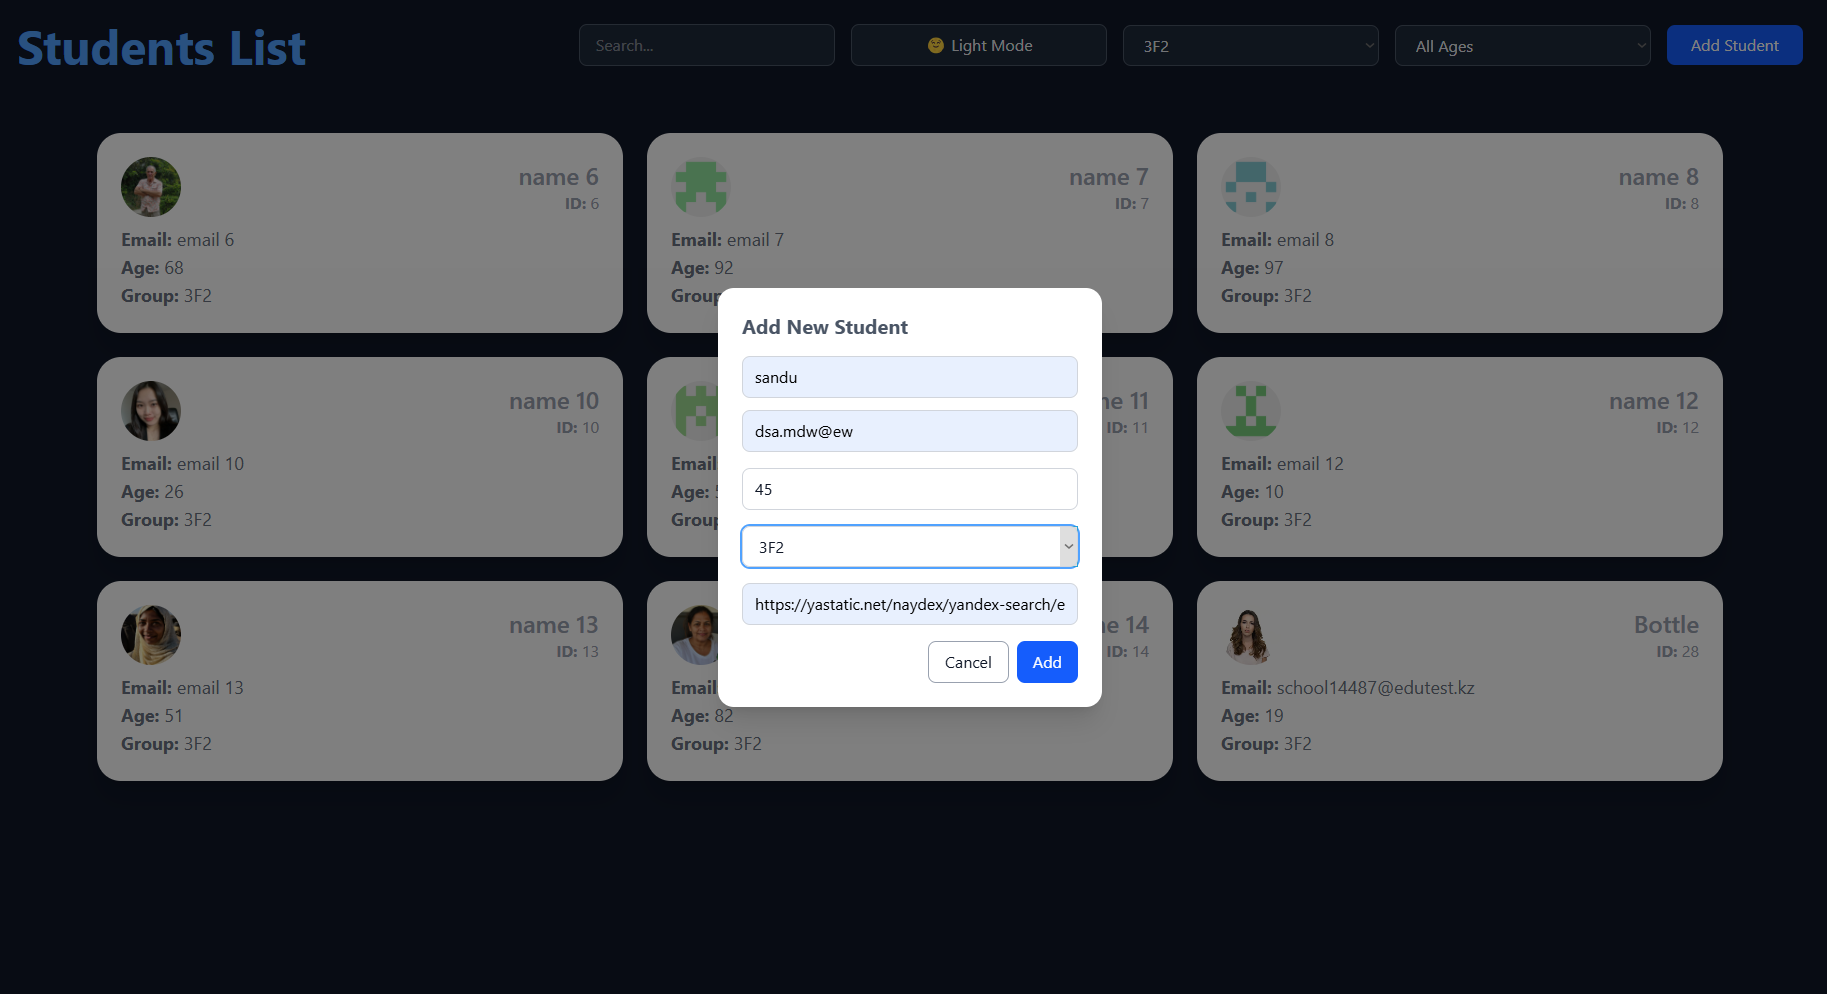 Students List
Search...
Light Mode
3F2
All Ages
Add Student
name 6
ID: 6
Email: email 6
Age: 68
Group: 3F2
name 7
ID: 7
Email: email 7
Age: 92
name 8
ID: 8
Email: email 8
Age: 97
Group: 3F2
name 10
ID: 10
Email: email 10
Age: 26
Group: 3F2
11
ID: 11
Email
Age:
name 12
ID: 12
Email: email 12
Age: 10
Group: 3F2
name 13
ID: 13
Email: email 13
Age: 51
Group: 3F2
14
ID: 14
Email
Age: 82
Group: 3F2
Bottle
ID: 28
Email: school14487@edutest.kz
Age: 19
Group: 3F2
Add New Student
sandu
dsa.mdw@ew
45
3F2
https://yastatic.net/naydex/yandex-search/e
Cancel
Add